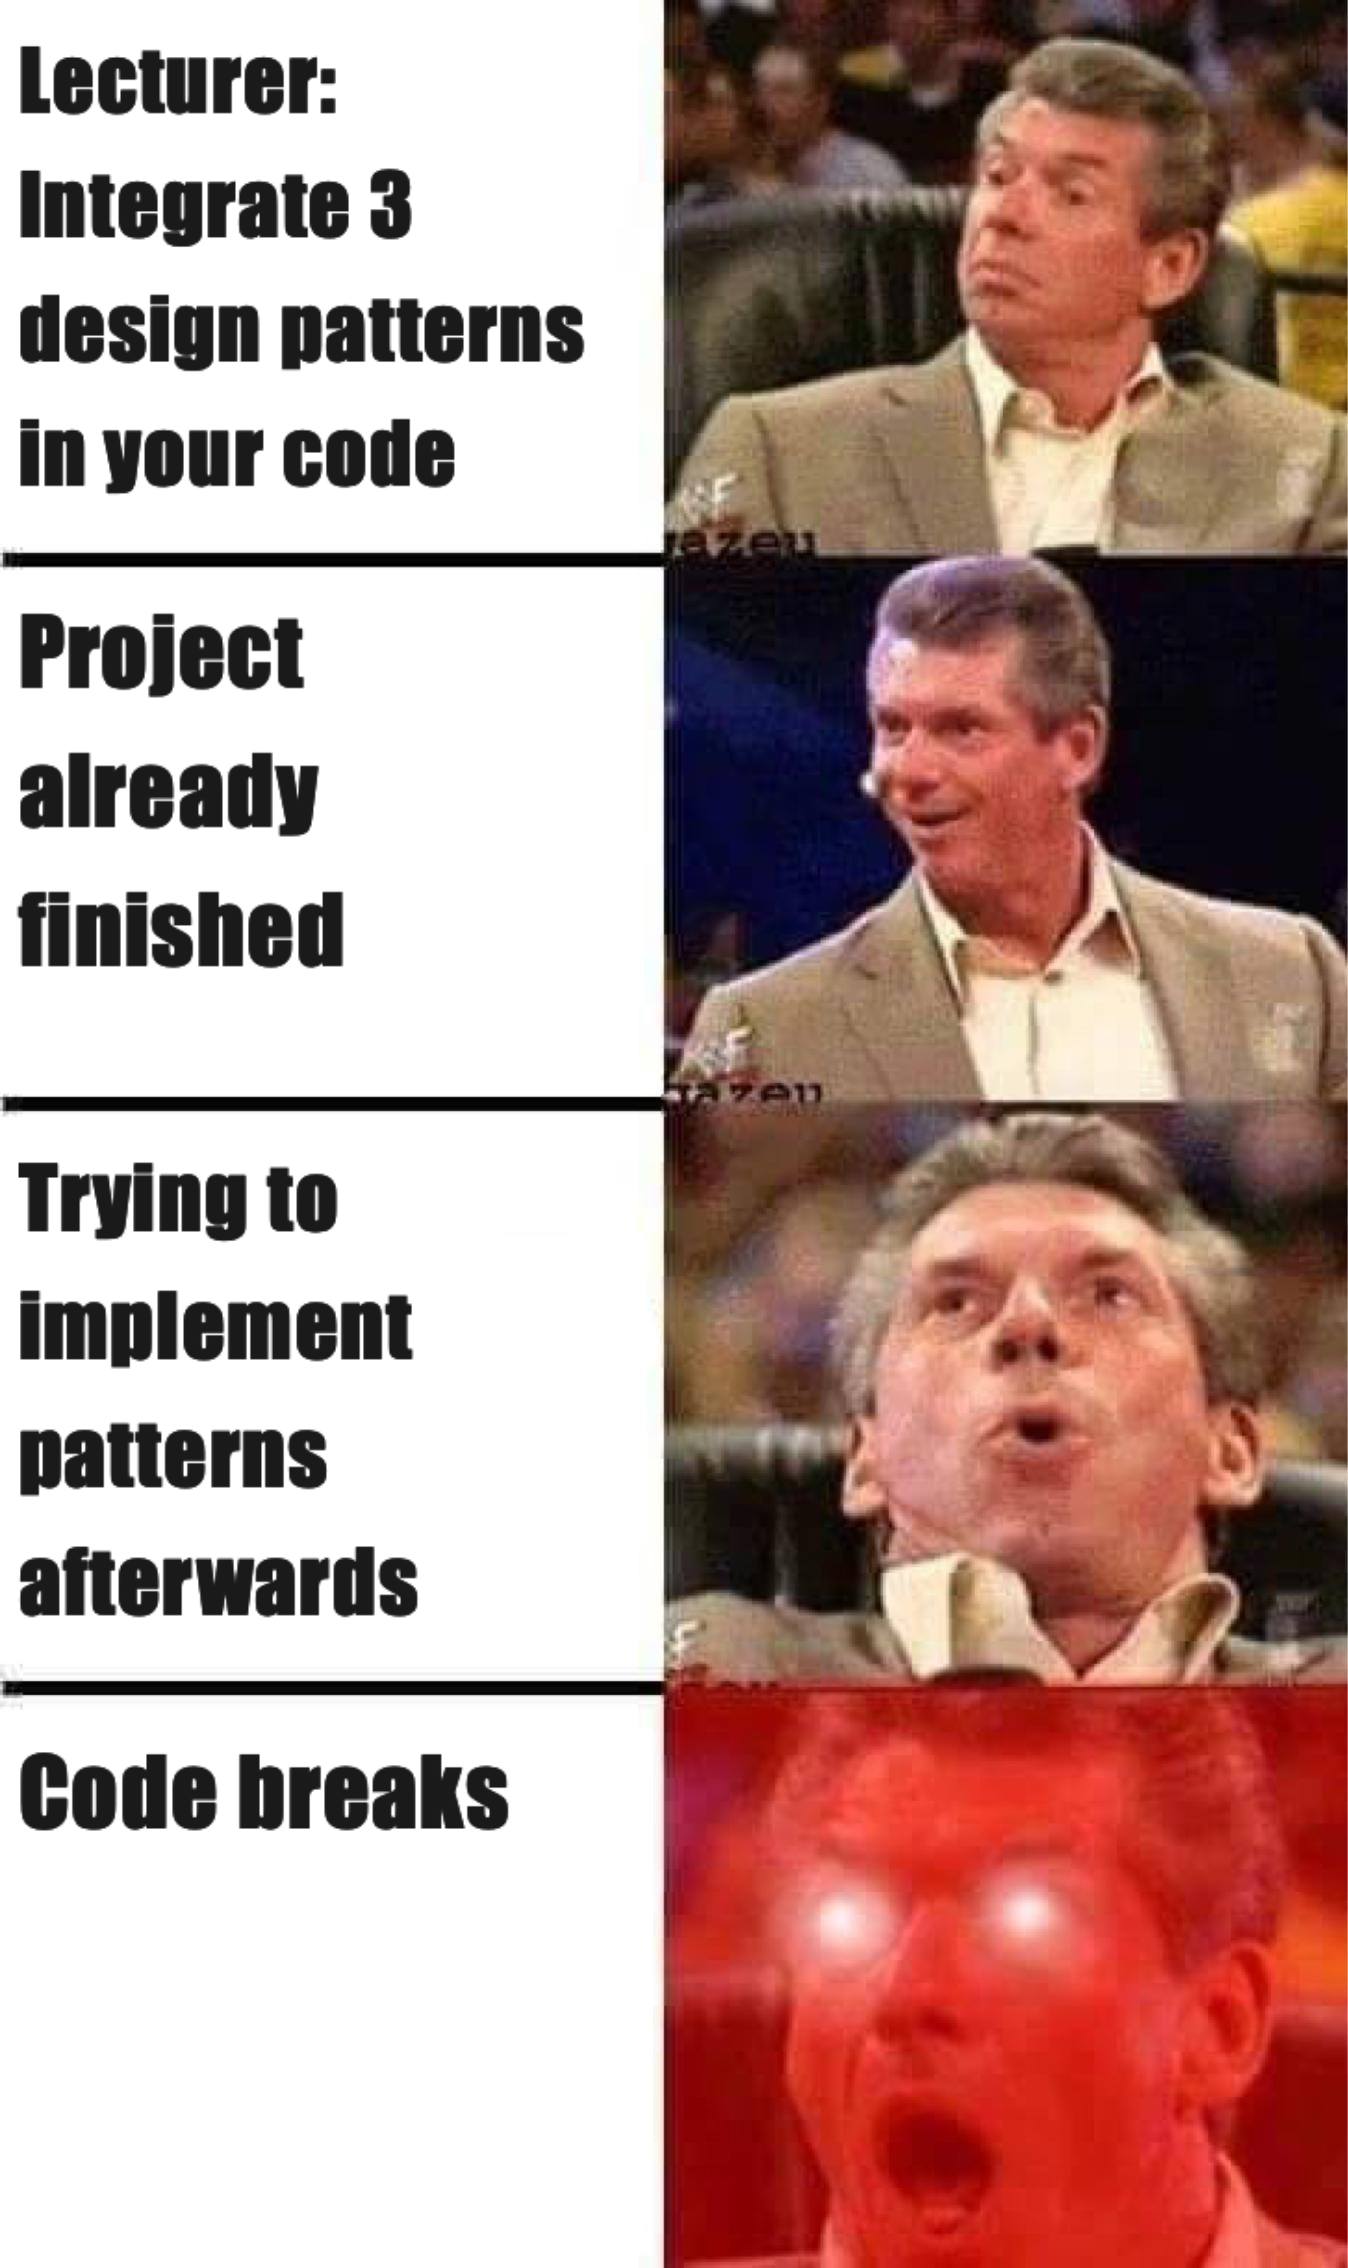 Lecturer:
Integrate 3
design patterns
in your code
Project
already
finished
Trying to
implement
patterns
afterwards
Code breaks